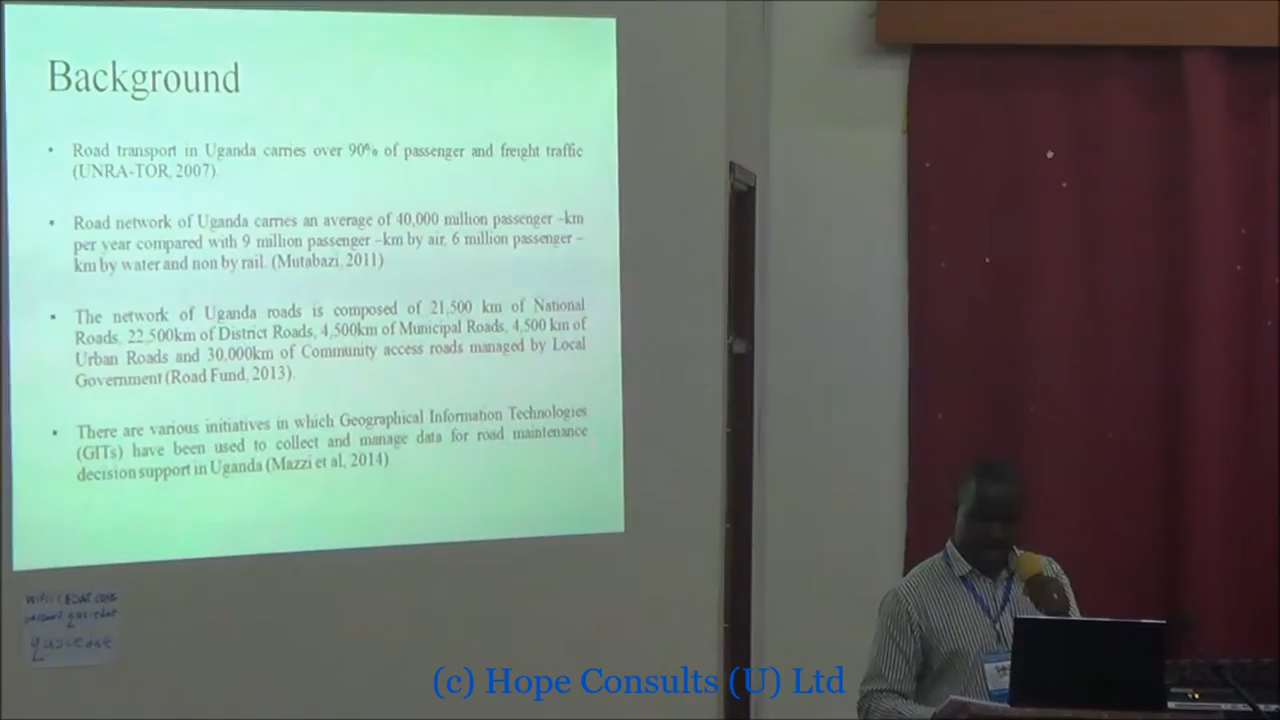 Background
• Road transport in Uganda carries over 90% of passenger and freight traffic
(UNRA-TOR, 2007).
• Road network of Uganda carries an average of 40,000 million passenger –km
per year compared with 9 million passenger –km by air, 6 million passenger –
km by water and non by rail. (Mutabazi, 2011)
• The network of Uganda roads is composed of 21,500 km of National
Roads, 22,500km of District Roads, 4,500km of Municipal Roads, 4,500 km of
Urban Roads and 30,000km of Community access roads managed by Local
Government (Road Fund, 2013).
• There are various initiatives in which Geographical Information Technologies
(GITs) have been used to collect and manage data for road maintenance
decision support in Uganda (Mazzi et al, 2014)
WIFI: CEDAT
(c) Hope Consults (U) Ltd